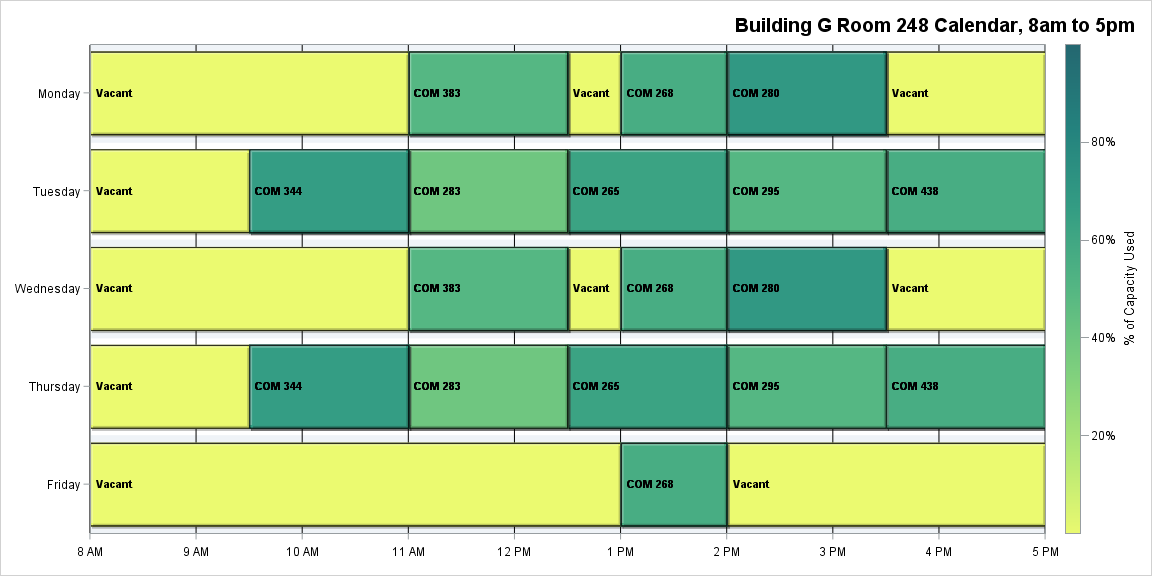 Building G Room 248 Calendar, 8am to 5pm
Monday
Vacant
COM 383
Vacant
COM 268
COM 280
Vacant
Tuesday
Vacant
COM 344
COM 283
COM 265
COM 295
COM 438
Wednesday
Vacant
COM 383
Vacant
COM 268
COM 280
Vacant
Thursday
Vacant
COM 344
COM 283
COM 265
COM 295
COM 438
Friday
Vacant
COM 268
Vacant
8 AM
9 AM
10 AM
11 AM
12 PM
1 PM
2 PM
3 PM
4 PM
5 PM
80%
60%
40%
20%
% of Capacity Used